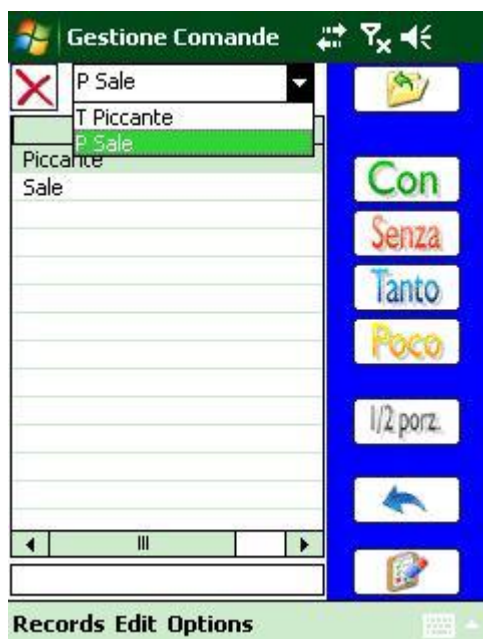 Gestione Comande
P Sale
T Piccante
P Sale
Piccante
Sale
Con
Senza
Tanto
Poco
1/2 porz.
Records Edit Options